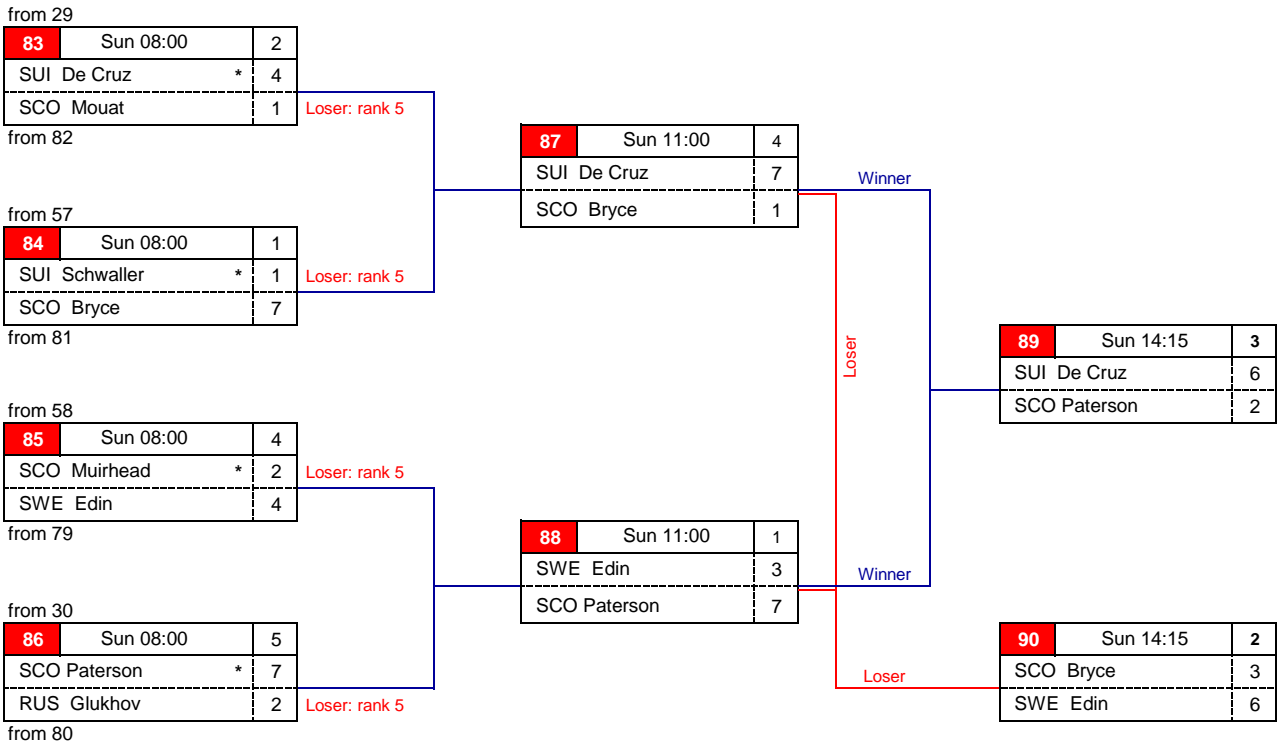 from 29
83 Sun 08:00 2
SUI De Cruz * 4
SCO Mouat 1
Loser: rank 5
from 82
from 57
84 Sun 08:00 1
SUI Schwaller * 1
SCO Bryce 7
Loser: rank 5
from 81
from 58
85 Sun 08:00 4
SCO Muirhead * 2
SWE Edin 4
Loser: rank 5
from 79
from 30
86 Sun 08:00 5
SCO Paterson * 7
RUS Glukhov 2
Loser: rank 5
from 80
87 Sun 11:00 4
SUI De Cruz 7
SCO Bryce 1
Winner
Loser
88 Sun 11:00 1
SWE Edin 3
SCO Paterson 7
Winner
Loser
89 Sun 14:15 3
SUI De Cruz 6
SCO Paterson 2
90 Sun 14:15 2
SCO Bryce 3
SWE Edin 6